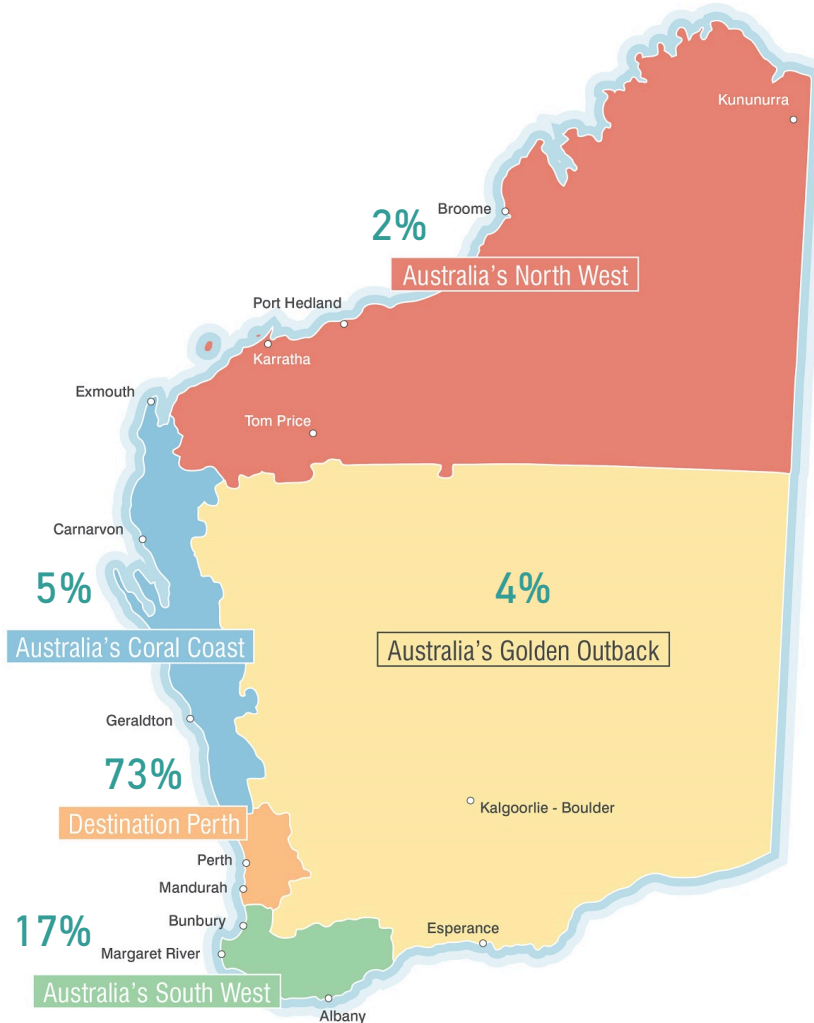 Kununurra
Broome
2%
Australia's North West
Port Hedland
Karratha
Exmouth
Tom Price
Carnarvon
5%
4%
Australia's Coral Coast
Australia's Golden Outback
Geraldton
73%
Kalgoorlie - Boulder
Destination Perth
Perth
Mandurah
Bunbury
17%
Esperance
Margaret River
Australia's South West
Albany